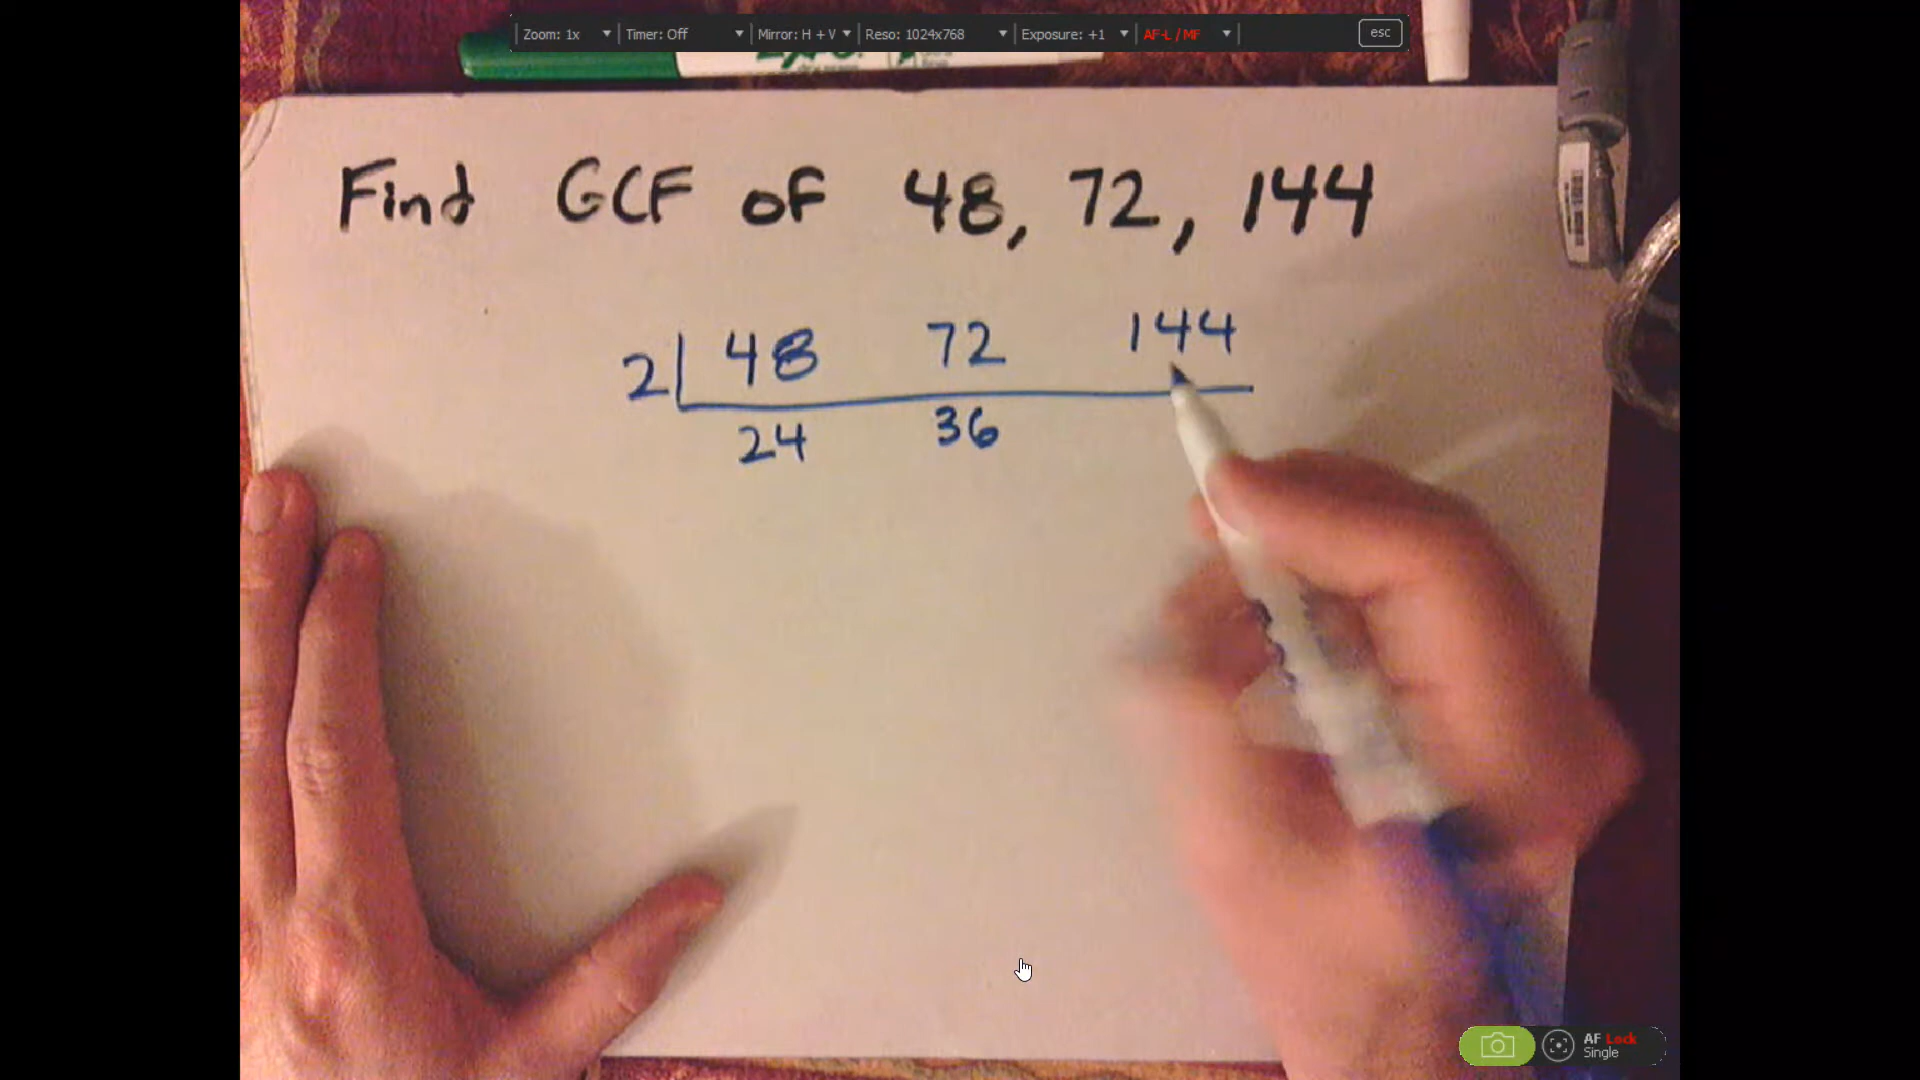 Zoom: 1x Timer: Off Mirror: H + V Reso: 1024x768 Exposure: +1 AF-L / MF esc
Find GCF of 48, 72, 144
2 48 72 144
24 36
AF Lock
Single